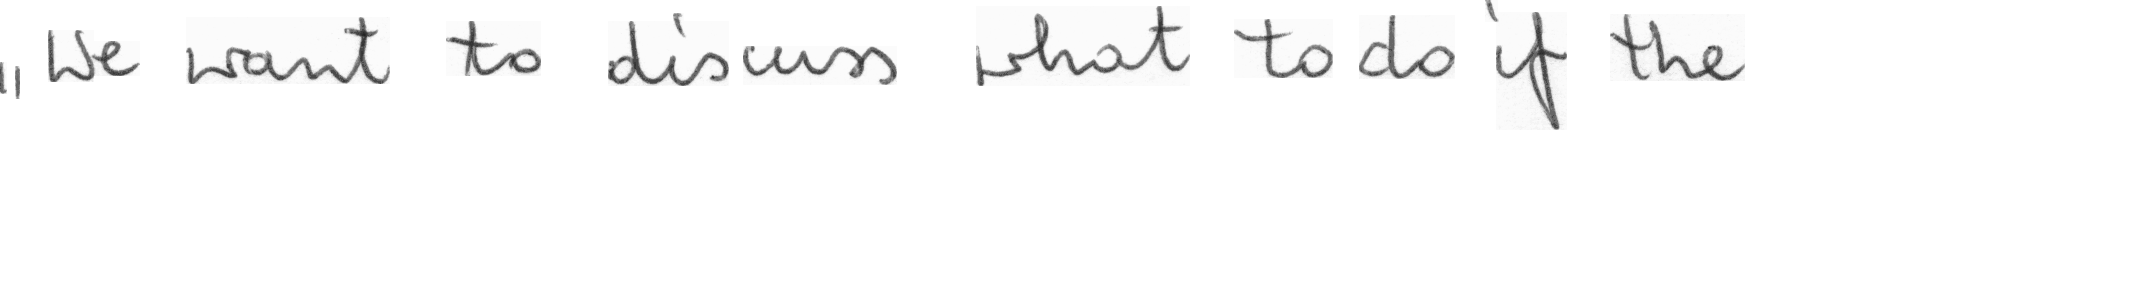 „We want to discuss what to do if the